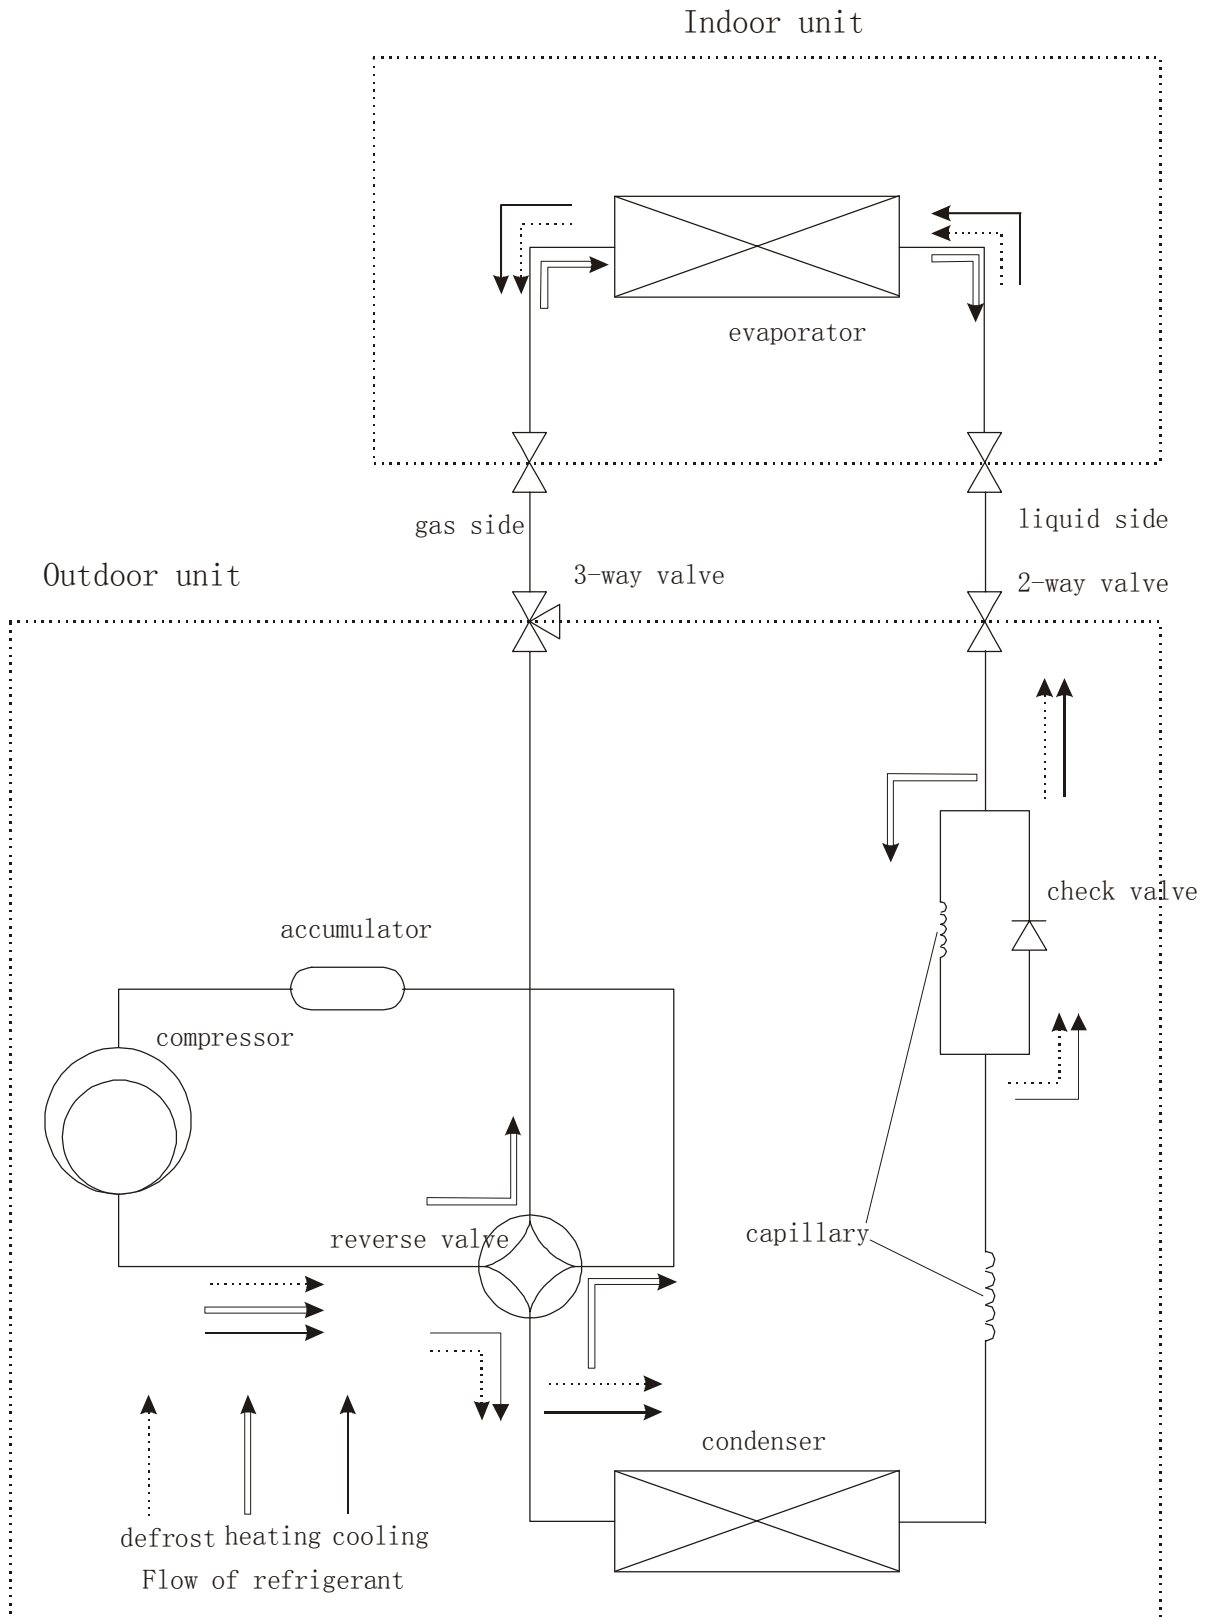 Indoor unit
evaporator
gas side
liquid side
Outdoor unit
3-way valve
2-way valve
check valve
accumulator
compressor
reverse valve
capillary
condenser
defrost heating cooling
Flow of refrigerant